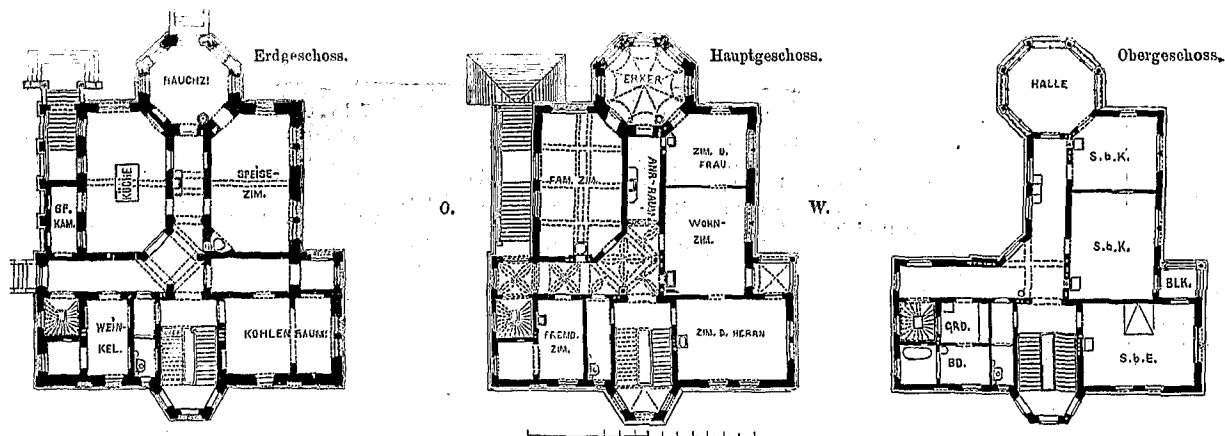 Erdgeschoss.
RAUCHZI
KÜCHE
SPEISE-
ZIM.
SP.
KAM.
WEIN-
KEL.
KOHLEN RAUM!
Hauptgeschoss.
ERKER
FAM. ZIM.
ANR-RAUM
ZIM. D.
FRAU
WOHN-
ZIM.
FREMD.
ZIM.
ZIM. D. HERRN
O.
W.
Obergeschoss.
HALLE
S.b.K.
S.b.K.
BLK.
GRD.
BD.
S.b.E.